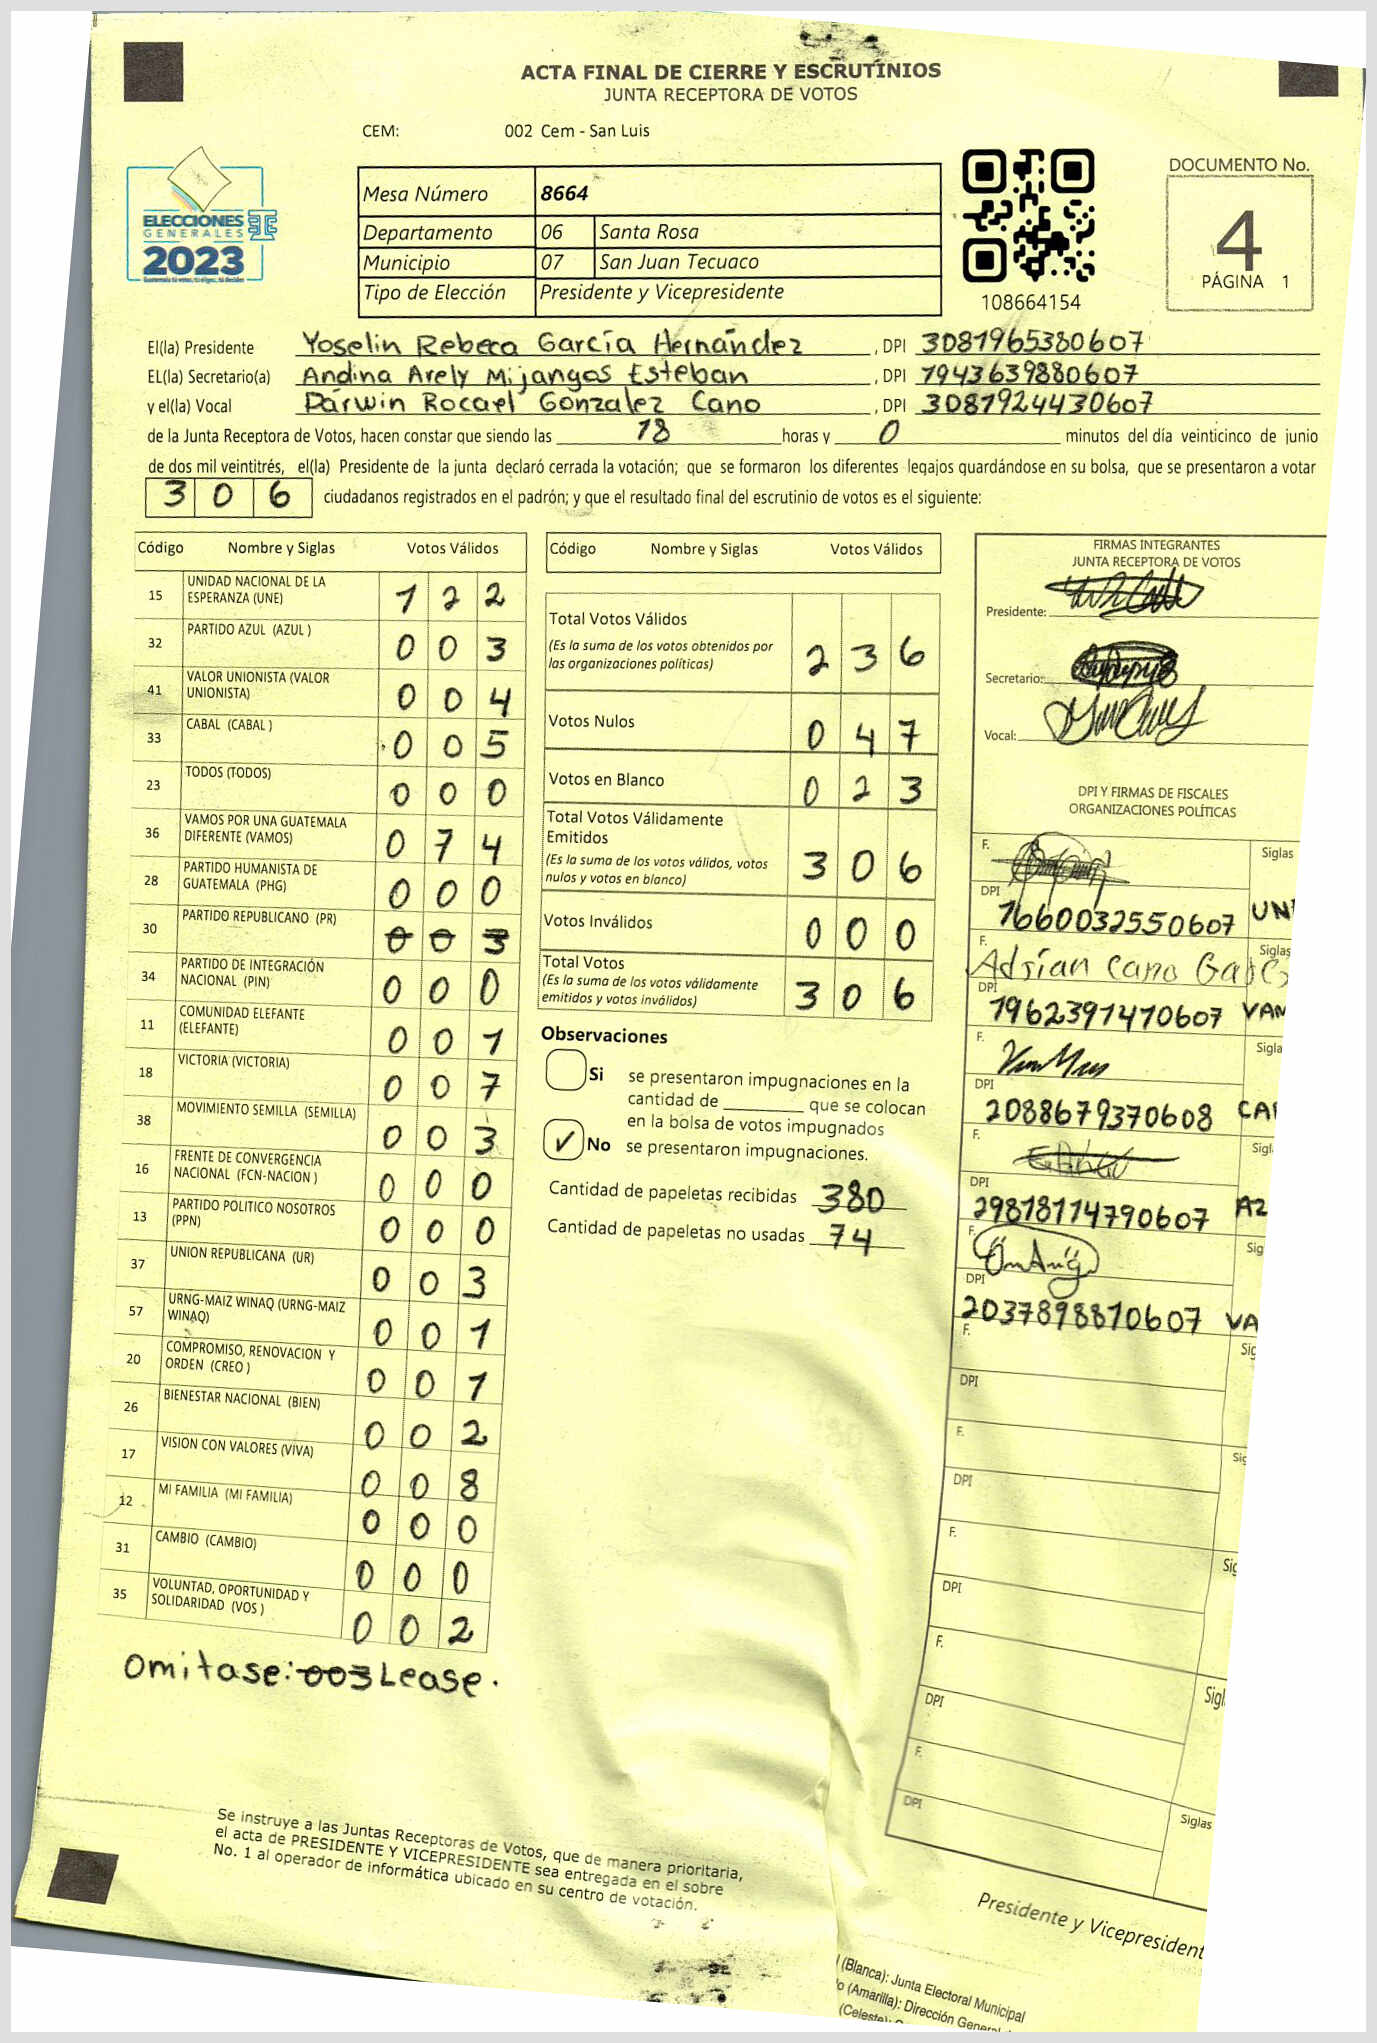 ACTA FINAL DE CIERRE Y ESCRUTINIOS
JUNTA RECEPTORA DE VOTOS
CEM: 002 Cem - San Luis
ELECCIONES
GENERALES
2023
Mesa Número 8664
Departamento 06 Santa Rosa
Municipio 07 San Juan Tecuaco
Tipo de Elección Presidente y Vicepresidente
108664154
DOCUMENTO No.
4
PÁGINA 1
El(la) Presidente Yoselin Rebeca García Hernández , DPI 3081965380607
EL(la) Secretario(a) Andina Arely Mijangos Esteban , DPI 1943639880607
y el(la) Vocal Darwin Rocael Gonzalez Cano , DPI 3081924430607
de la Junta Receptora de Votos, hacen constar que siendo las 18 horas y 0 minutos del día veinticinco de junio
de dos mil veintitrés, el(la) Presidente de la junta declaró cerrada la votación; que se formaron los diferentes legajos quardándose en su bolsa, que se presentaron a votar
306 ciudadanos registrados en el padrón; y que el resultado final del escrutinio de votos es el siguiente:
Código Nombre y Siglas Votos Válidos
15 UNIDAD NACIONAL DE LA ESPERANZA (UNE) 1 2 2
32 PARTIDO AZUL (AZUL ) 0 0 3
41 VALOR UNIONISTA (VALOR UNIONISTA) 0 0 4
33 CABAL (CABAL ) 0 0 5
23 TODOS (TODOS) 0 0 0
36 VAMOS POR UNA GUATEMALA DIFERENTE (VAMOS) 0 7 4
28 PARTIDO HUMANISTA DE GUATEMALA (PHG) 0 0 0
30 PARTIDO REPUBLICANO (PR) 0 0 3
34 PARTIDO DE INTEGRACIÓN NACIONAL (PIN) 0 0 0
11 COMUNIDAD ELEFANTE (ELEFANTE) 0 0 1
18 VICTORIA (VICTORIA) 0 0 7
38 MOVIMIENTO SEMILLA (SEMILLA) 0 0 3
16 FRENTE DE CONVERGENCIA NACIONAL (FCN-NACION ) 0 0 0
13 PARTIDO POLITICO NOSOTROS (PPN) 0 0 0
37 UNION REPUBLICANA (UR) 0 0 3
57 URNG-MAIZ WINAQ (URNG-MAIZ WINAQ) 0 0 1
20 COMPROMISO, RENOVACION Y ORDEN (CREO ) 0 0 1
26 BIENESTAR NACIONAL (BIEN) 0 0 2
17 VISION CON VALORES (VIVA) 0 0 8
12 MI FAMILIA (MI FAMILIA) 0 0 0
31 CAMBIO (CAMBIO) 0 0 0
35 VOLUNTAD, OPORTUNIDAD Y SOLIDARIDAD (VOS ) 0 0 2
Omitase: 003 Lease.
Código Nombre y Siglas Votos Válidos
Total Votos Válidos 2 3 6
(Es la suma de los votos obtenidos por
las organizaciones políticas)
Votos Nulos 0 4 7
Votos en Blanco 0 2 3
Total Votos Válidamente
Emitidos 3 0 6
(Es la suma de los votos válidos, votos
nulos y votos en blanco)
Votos Inválidos 0 0 0
Total Votos 3 0 6
(Es la suma de los votos válidamente
emitidos y votos inválidos)
Observaciones
Si se presentaron impugnaciones en la
cantidad de ________ que se colocan
en la bolsa de votos impugnados
✓ No se presentaron impugnaciones.
Cantidad de papeletas recibidas 380
Cantidad de papeletas no usadas 74
FIRMAS INTEGRANTES
JUNTA RECEPTORA DE VOTOS
Presidente:
Secretario:
Vocal:
DPI Y FIRMAS DE FISCALES
ORGANIZACIONES POLÍTICAS
F. Siglas
DPI 1660032550607 UN
F. Adrian Cano Siglas
DPI 1962391410607 VAM
F. Sigla
DPI 2088679370608 CA
F. Sigl
DPI 29818114790607 AZ
F. Sig
DPI 2037898810607 VA
F. Sig
DPI
F. Sig
DPI
F. Sig
DPI
F. Sigl
DPI
F. Siglas
DPI
Se instruye a las Juntas Receptoras de Votos, que de manera prioritaria,
el acta de PRESIDENTE Y VICEPRESIDENTE sea entregada en el sobre
No. 1 al operador de informática ubicado en su centro de votación.
Presidente y Vicepresident
(Blanca): Junta Electoral Municipal
o (Amarilla): Dirección General
(Celeste):